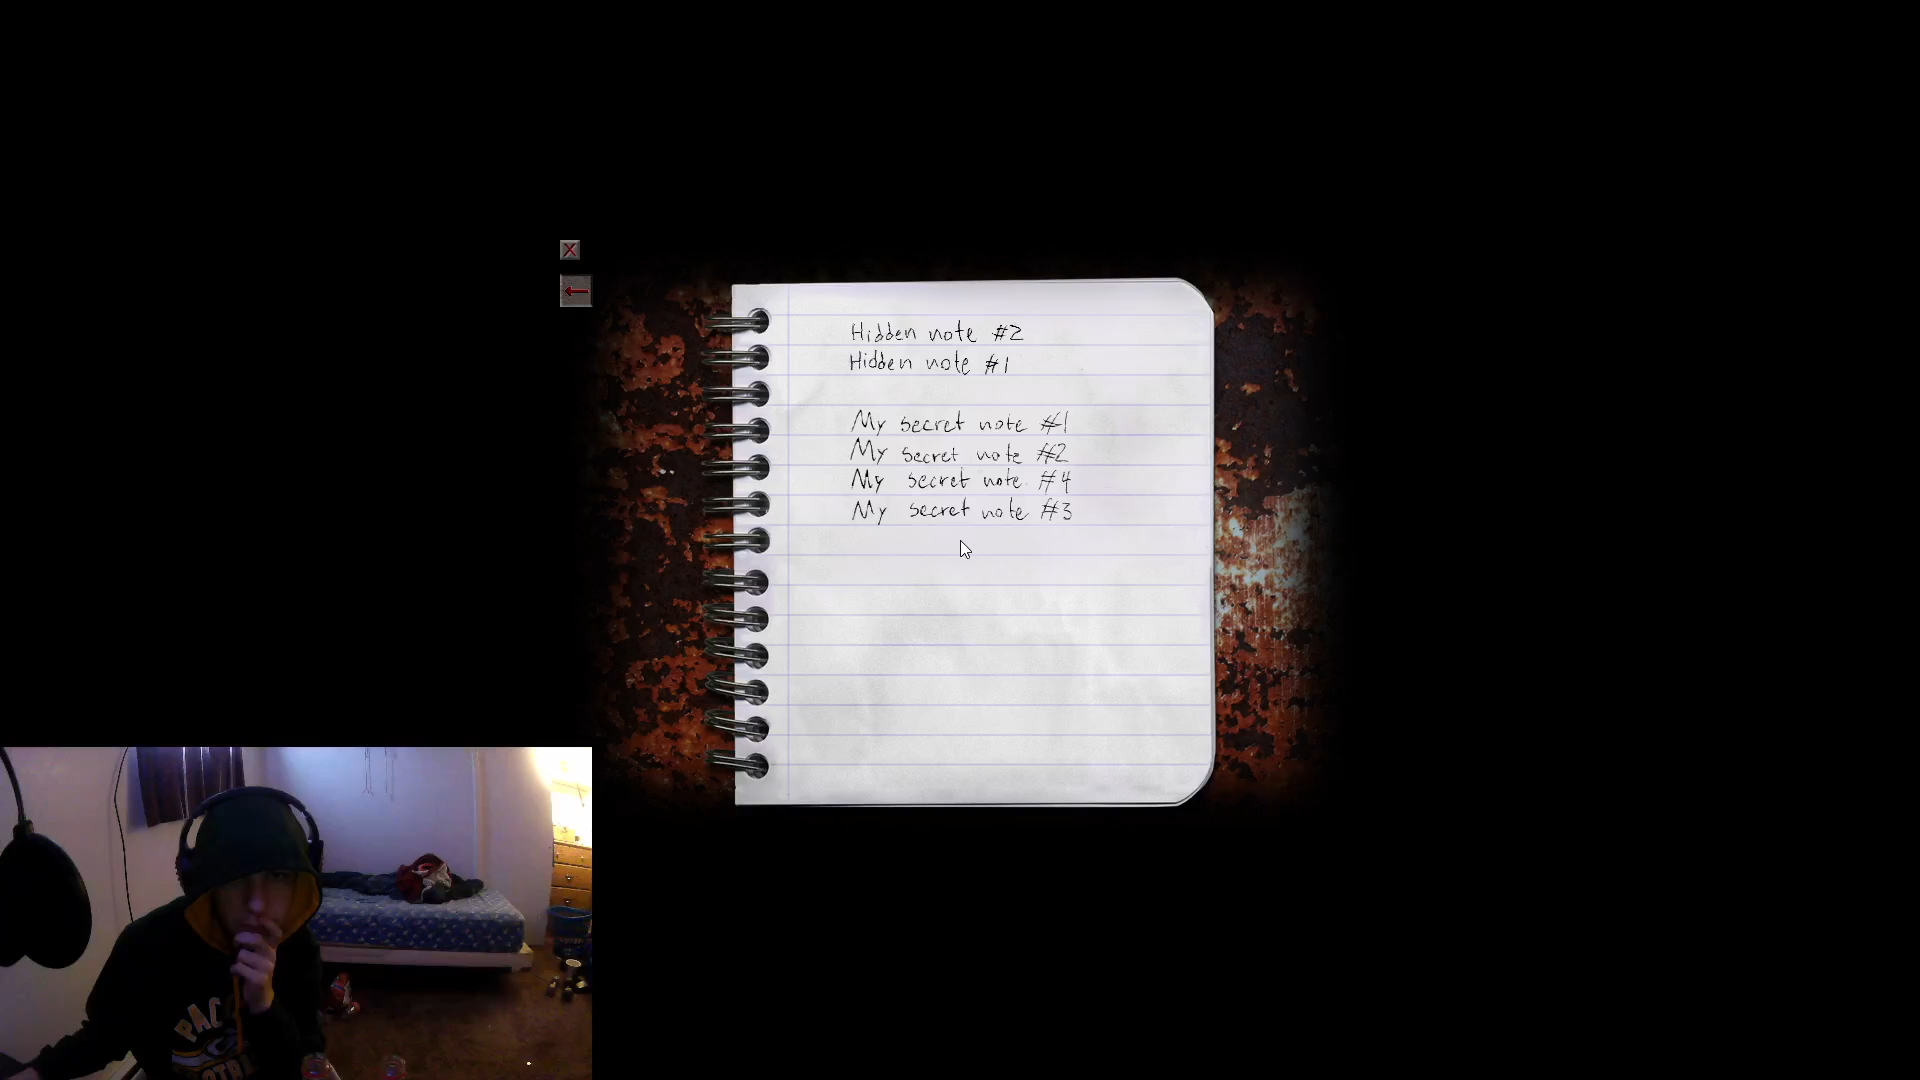 Hidden note #2
Hidden note #1
My secret note #1
My secret note #2
My secret note #4
My secret note #3
PAC